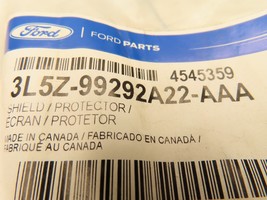 Ford
FORD PARTS
4545359
3L5Z-99292A22-AAA
SHIELD / PROTECTOR /
ECRAN / PROTETOR
MADE IN CANADA / FABRICADO EN CANADÁ /
FABRIQUÉ AU CANADA